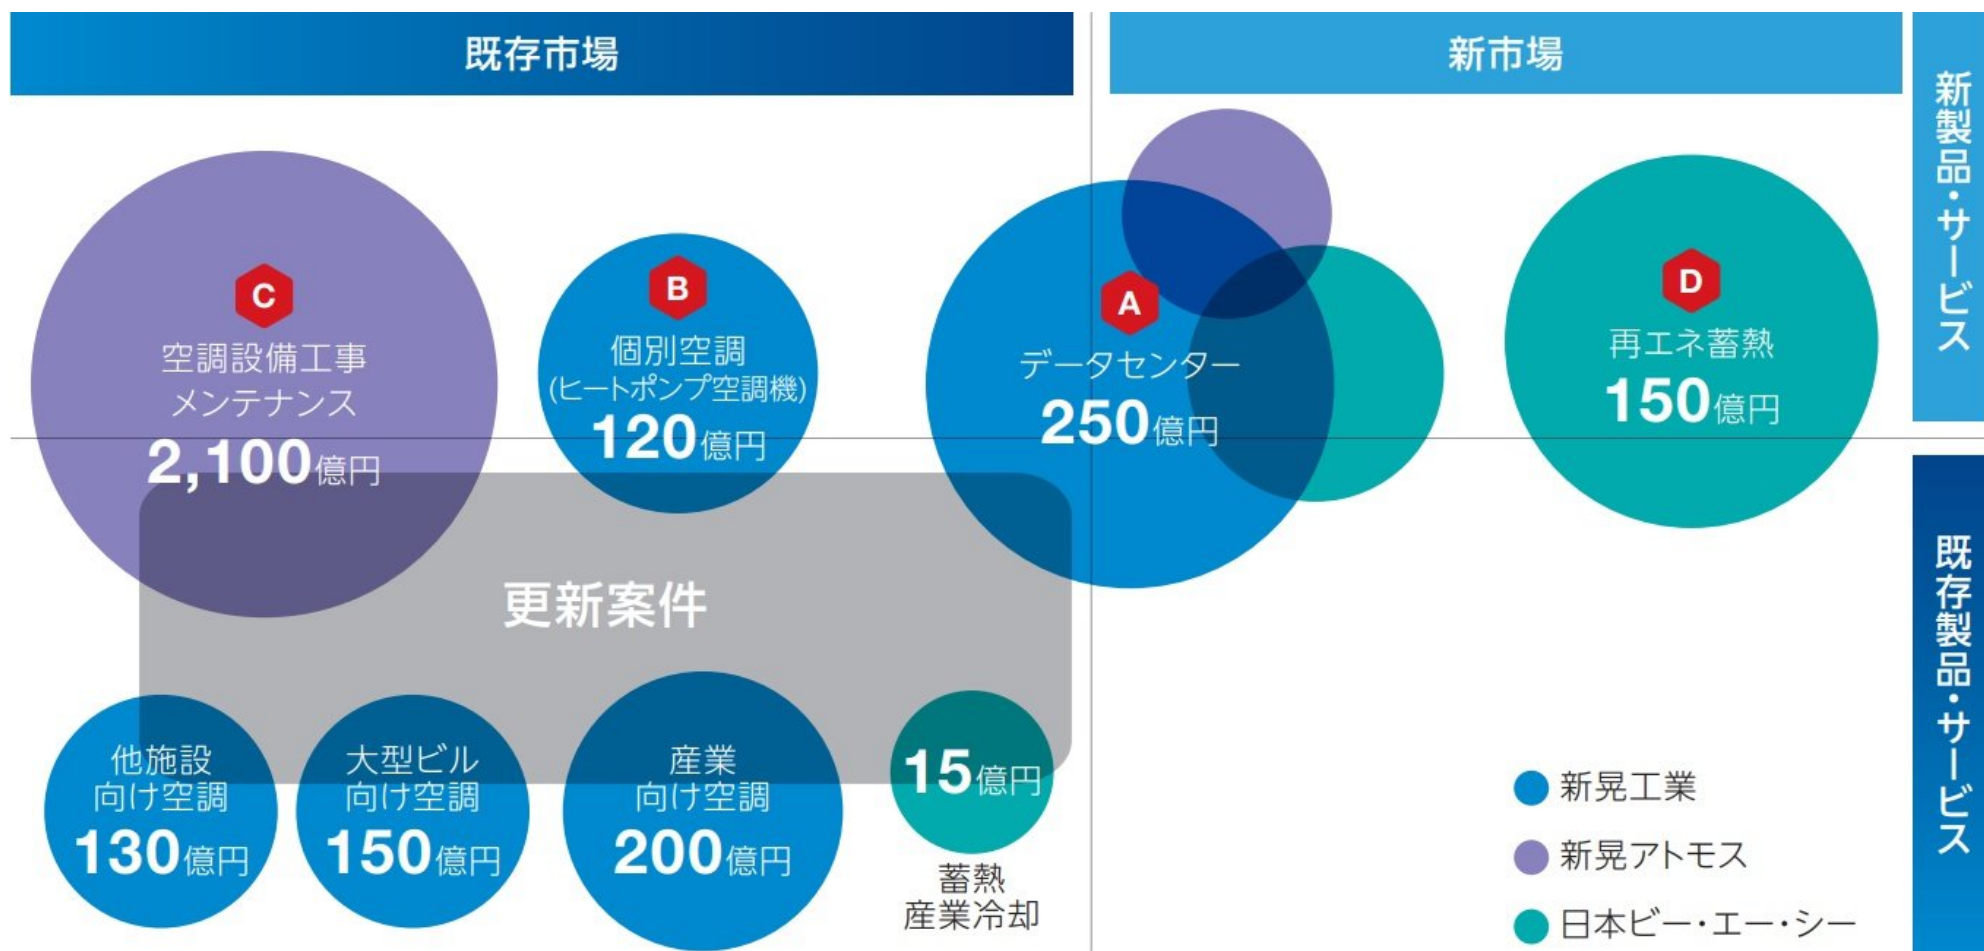 既存市場
新市場
新製品・サービス
既存製品・サービス
C
空調設備工事
メンテナンス
2,100億円
B
個別空調
(ヒートポンプ空調機)
120億円
A
データセンター
250億円
D
再エネ蓄熱
150億円
更新案件
他施設
向け空調
130億円
大型ビル
向け空調
150億円
産業
向け空調
200億円
15億円
蓄熱
産業冷却
新晃工業
新晃アトモス
日本ビー・エー・シー